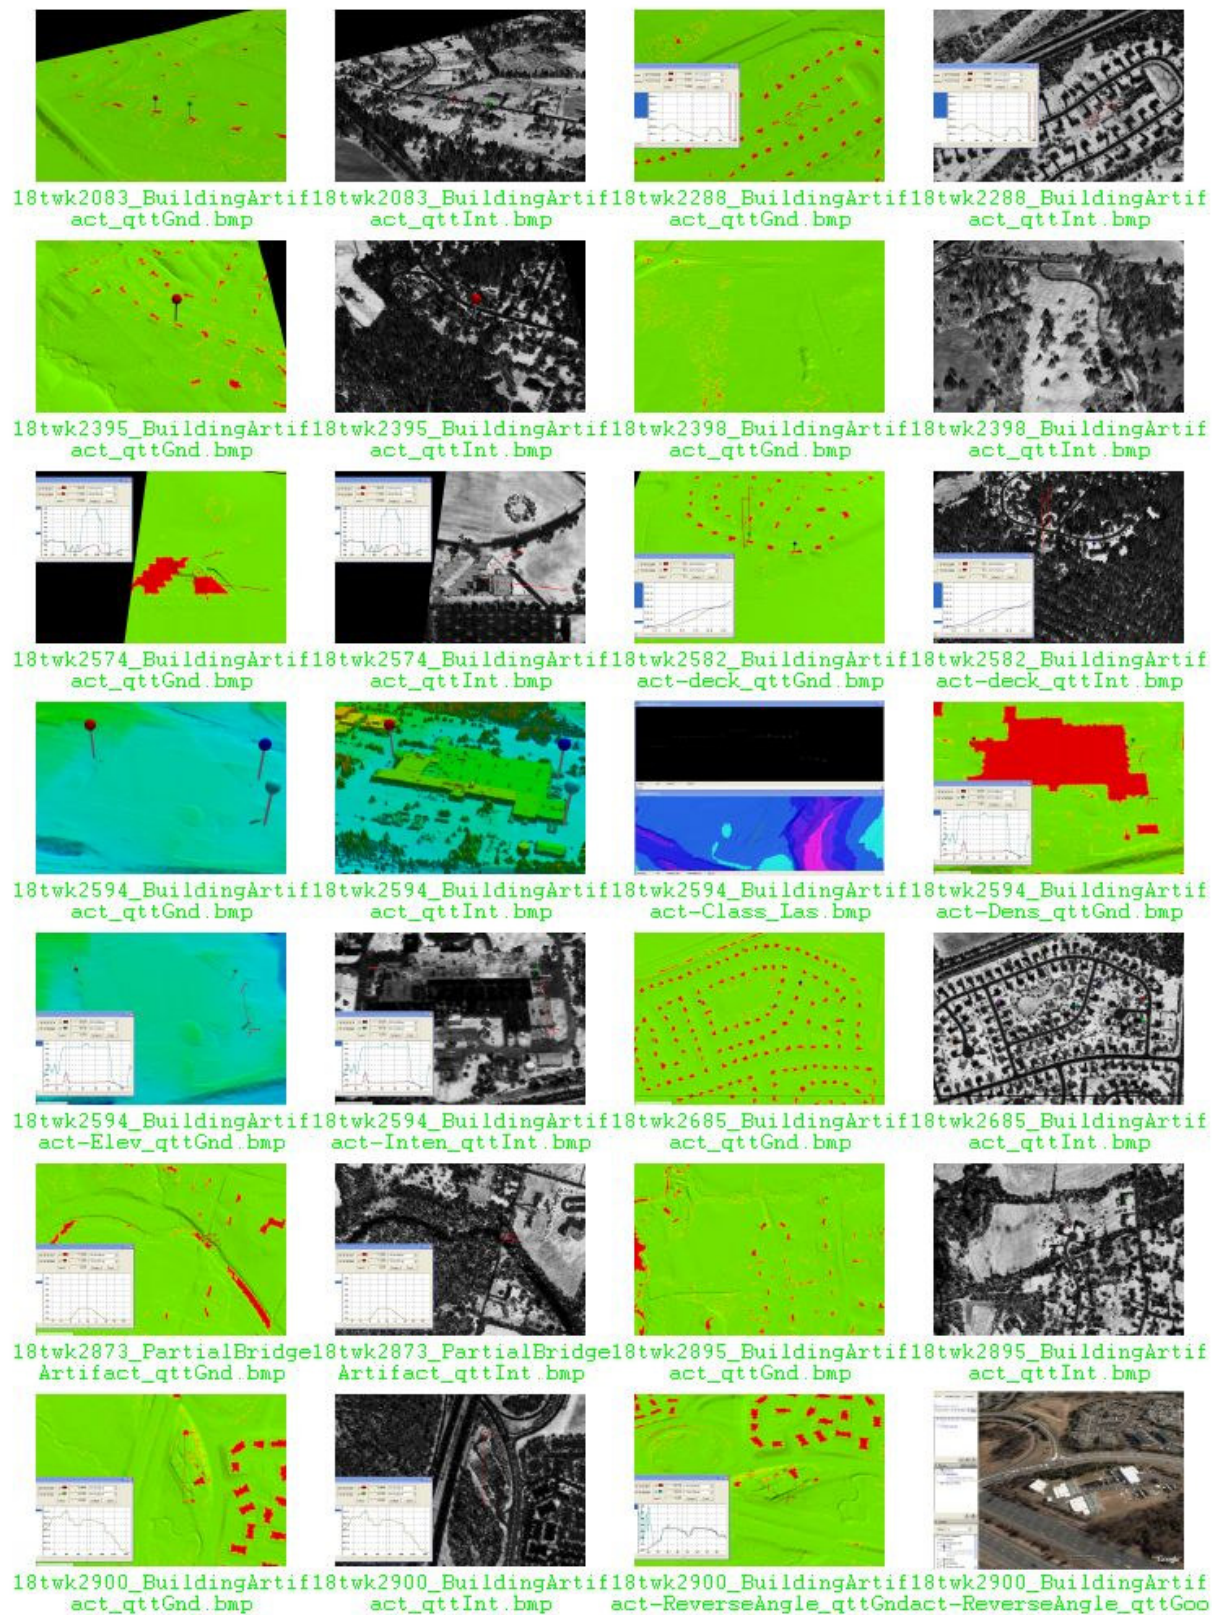 18twk2083_BuildingArtif18twk2083_BuildingArtif18twk2288_BuildingArtif18twk2288_BuildingArtif
act_qttGnd.bmp act_qttInt.bmp act_qttGnd.bmp act_qttInt.bmp
18twk2395_BuildingArtif18twk2395_BuildingArtif18twk2398_BuildingArtif18twk2398_BuildingArtif
act_qttGnd.bmp act_qttInt.bmp act_qttGnd.bmp act_qttInt.bmp
18twk2574_BuildingArtif18twk2574_BuildingArtif18twk2582_BuildingArtif18twk2582_BuildingArtif
act_qttGnd.bmp act_qttInt.bmp act-deck_qttGnd.bmp act-deck_qttInt.bmp
18twk2594_BuildingArtif18twk2594_BuildingArtif18twk2594_BuildingArtif18twk2594_BuildingArtif
act_qttGnd.bmp act_qttInt.bmp act-Class_Las.bmp act-Dens_qttGnd.bmp
18twk2594_BuildingArtif18twk2594_BuildingArtif18twk2685_BuildingArtif18twk2685_BuildingArtif
act-Elev_qttGnd.bmp act-Inten_qttInt.bmp act_qttGnd.bmp act_qttInt.bmp
18twk2873_PartialBridge18twk2873_PartialBridge18twk2895_BuildingArtif18twk2895_BuildingArtif
Artifact_qttGnd.bmp Artifact_qttInt.bmp act_qttGnd.bmp act_qttInt.bmp
Google
18twk2900_BuildingArtif18twk2900_BuildingArtif18twk2900_BuildingArtif18twk2900_BuildingArtif
act_qttGnd.bmp act_qttInt.bmp act-ReverseAngle_qttGndact-ReverseAngle_qttGoo